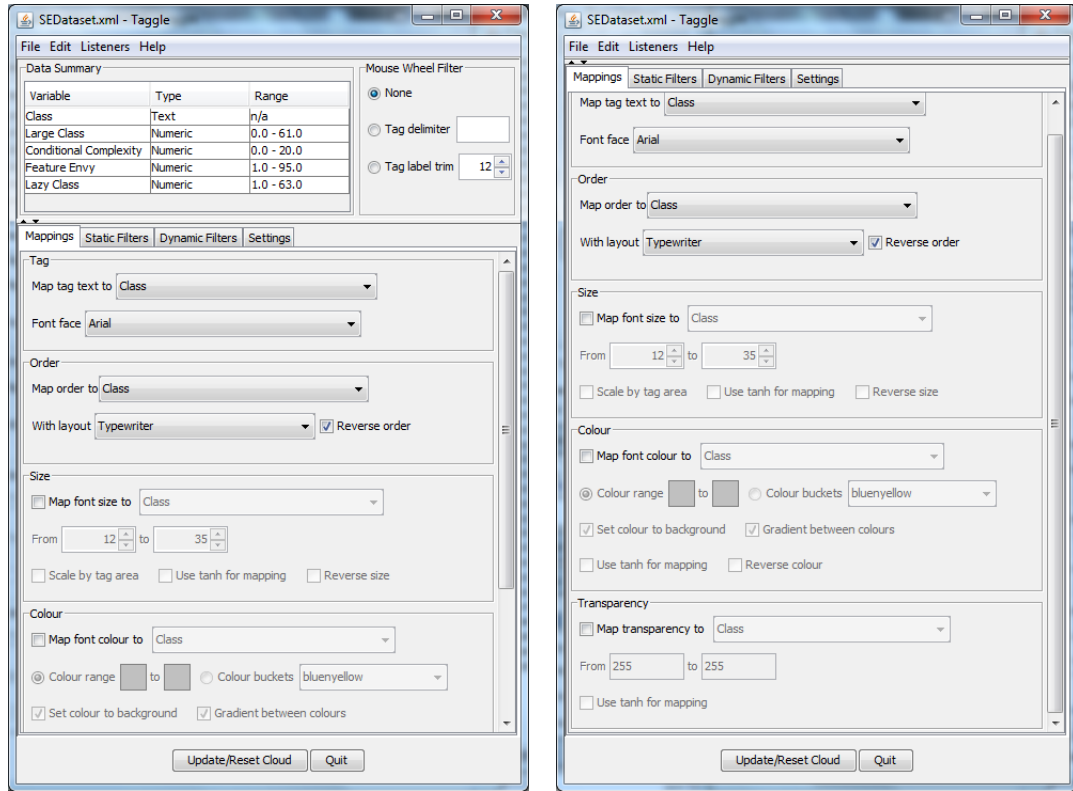 SEDataset.xml - Taggle
File Edit Listeners Help
Data Summary
Variable Type Range
Class Text n/a
Large Class Numeric 0.0 - 61.0
Conditional Complexity Numeric 0.0 - 20.0
Feature Envy Numeric 1.0 - 95.0
Lazy Class Numeric 1.0 - 63.0
Mouse Wheel Filter
None
Tag delimiter
Tag label trim 12
Mappings Static Filters Dynamic Filters Settings
Tag
Map tag text to Class
Font face Arial
Order
Map order to Class
With layout Typewriter Reverse order
Size
Map font size to Class
From 12 to 35
Scale by tag area Use tanh for mapping Reverse size
Colour
Map font colour to Class
Colour range to Colour buckets bluenyellow
Set colour to background Gradient between colours
Update/Reset Cloud Quit
SEDataset.xml - Taggle
File Edit Listeners Help
Mappings Static Filters Dynamic Filters Settings
Map tag text to Class
Font face Arial
Order
Map order to Class
With layout Typewriter Reverse order
Size
Map font size to Class
From 12 to 35
Scale by tag area Use tanh for mapping Reverse size
Colour
Map font colour to Class
Colour range to Colour buckets bluenyellow
Set colour to background Gradient between colours
Use tanh for mapping Reverse colour
Transparency
Map transparency to Class
From 255 to 255
Use tanh for mapping
Update/Reset Cloud Quit